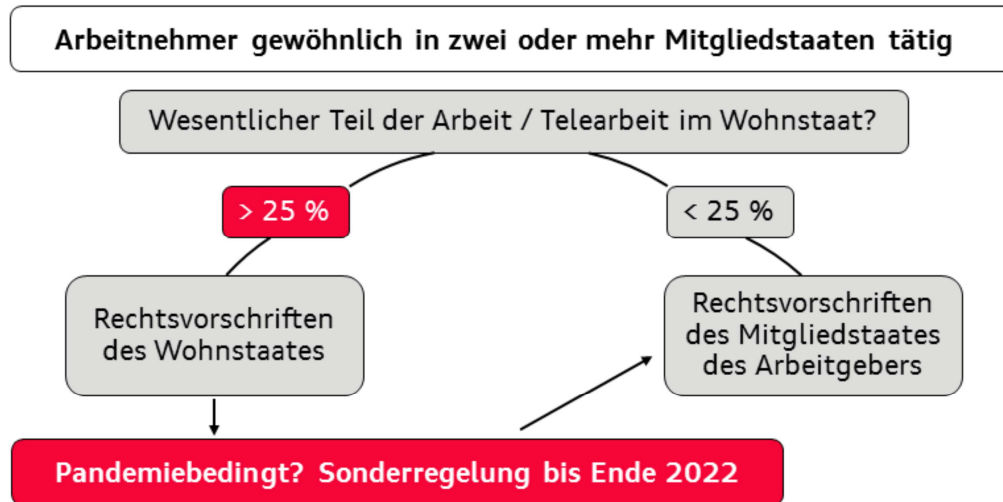 Arbeitnehmer gewöhnlich in zwei oder mehr Mitgliedstaaten tätig
Wesentlicher Teil der Arbeit / Telearbeit im Wohnstaat?
> 25 %
< 25 %
Rechtsvorschriften
des Wohnstaates
Rechtsvorschriften
des Mitgliedstaates
des Arbeitgebers
Pandemiebedingt? Sonderregelung bis Ende 2022